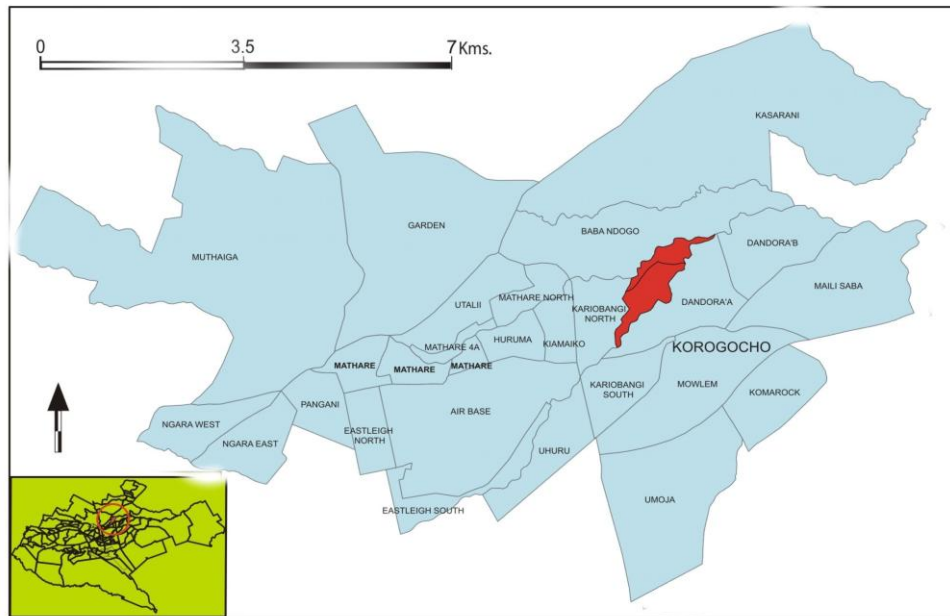 0 3.5 7 Kms.
KASARANI
GARDEN
BABA NDOGO
DANDORA'B
MUTHAIGA
MAILI SABA
UTALII
MATHARE NORTH
KARIOBANGI
NORTH
DANDORA'A
HURUMA
KIAMAIKO
MATHARE 4A
KOROGOCHO
MATHARE
MATHARE
MATHARE
KARIOBANGI
SOUTH
MOWLEM
KOMAROCK
PANGANI
AIR BASE
NGARA WEST
NGARA EAST
EASTLEIGH
NORTH
UHURU
UMOJA
EASTLEIGH SOUTH